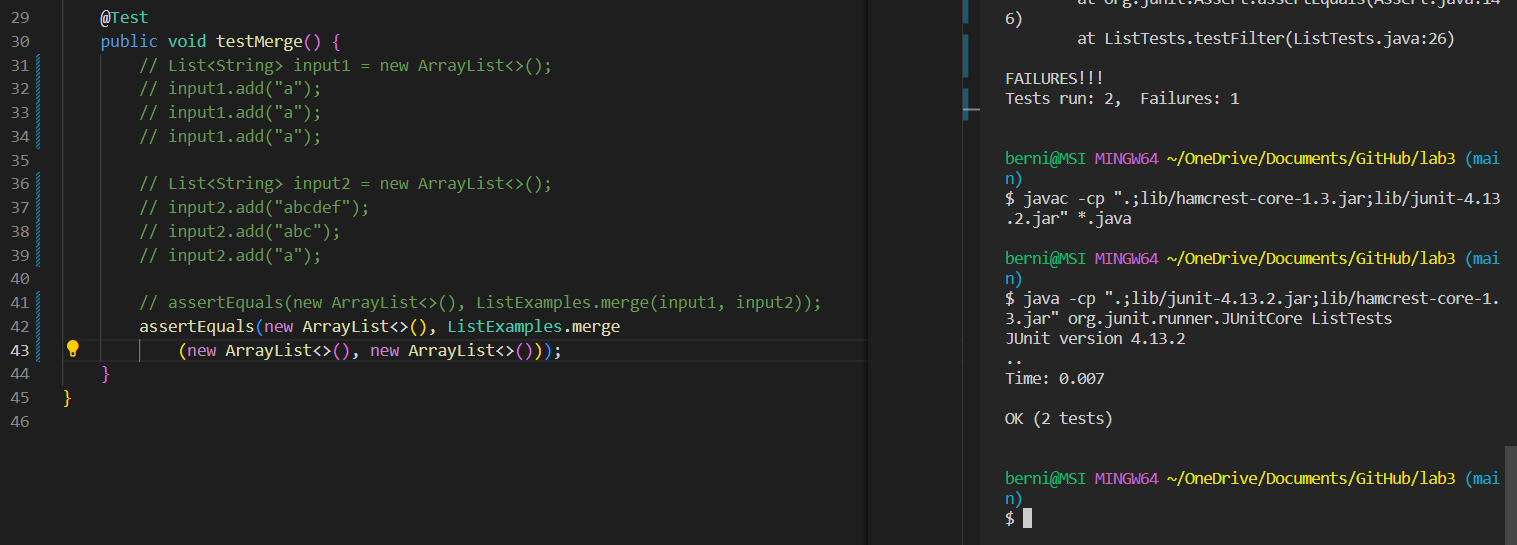 29 @Test
30 public void testMerge() {
31 // List<String> input1 = new ArrayList<>();
32 // input1.add("a");
33 // input1.add("a");
34 // input1.add("a");
35
36 // List<String> input2 = new ArrayList<>();
37 // input2.add("abcdef");
38 // input2.add("abc");
39 // input2.add("a");
40
41 // assertEquals(new ArrayList<>(), ListExamples.merge(input1, input2));
42 assertEquals(new ArrayList<>(), ListExamples.merge
43 (new ArrayList<>(), new ArrayList<>()));
44 }
45 }
46
at org.junit.Assert.assertEquals(Assert.java:14
6)
at ListTests.testFilter(ListTests.java:26)
FAILURES!!!
Tests run: 2,  Failures: 1
berni@MSI MINGW64 ~/OneDrive/Documents/GitHub/lab3 (mai
n)
$ javac -cp ".;lib/hamcrest-core-1.3.jar;lib/junit-4.13
.2.jar" *.java
berni@MSI MINGW64 ~/OneDrive/Documents/GitHub/lab3 (mai
n)
$ java -cp ".;lib/junit-4.13.2.jar;lib/hamcrest-core-1.
3.jar" org.junit.runner.JUnitCore ListTests
JUnit version 4.13.2
..
Time: 0.007
OK (2 tests)
berni@MSI MINGW64 ~/OneDrive/Documents/GitHub/lab3 (mai
n)
$